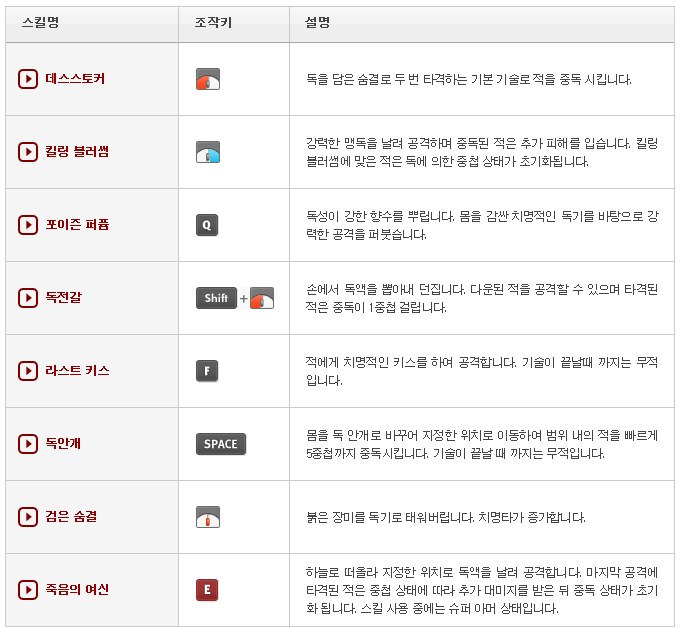 스킬명 조작키 설명
데스스토커 독을 담은 숨결로 두 번 타격하는 기본 기술로 적을 중독 시킵니다.
킬링 블러썸 강력한 맹독을 날려 공격하며 중독된 적은 추가 피해를 입습니다. 킬링
블러썸에 맞은 적은 독에 의한 중첩 상태가 초기화됩니다.
포이즌 퍼퓸 Q 독성이 강한 향수를 뿌립니다. 몸을 감싼 치명적인 독기를 바탕으로 강
력한 공격을 퍼붓습니다.
독전갈 Shift + 손에서 독액을 뽑아내 던집니다. 다운된 적을 공격할 수 있으며 타격된
적은 중독이 1중첩 걸립니다.
라스트 키스 F 적에게 치명적인 키스를 하여 공격합니다. 기술이 끝날때 까지는 무적
입니다.
독안개 SPACE 몸을 독 안개로 바꾸어 지정한 위치로 이동하여 범위 내의 적을 빠르게
5중첩까지 중독시킵니다. 기술이 끝날 때 까지는 무적입니다.
검은 숨결 붉은 장미를 독기로 태워버립니다. 치명타가 증가합니다.
죽음의 여신 E 하늘로 떠올라 지정한 위치로 독액을 날려 공격합니다. 마지막 공격에
타격된 적은 중첩 상태에 따라 추가 대미지를 받은 뒤 중독 상태가 초기
화 됩니다. 스킬 사용 중에는 슈퍼 아머 상태입니다.